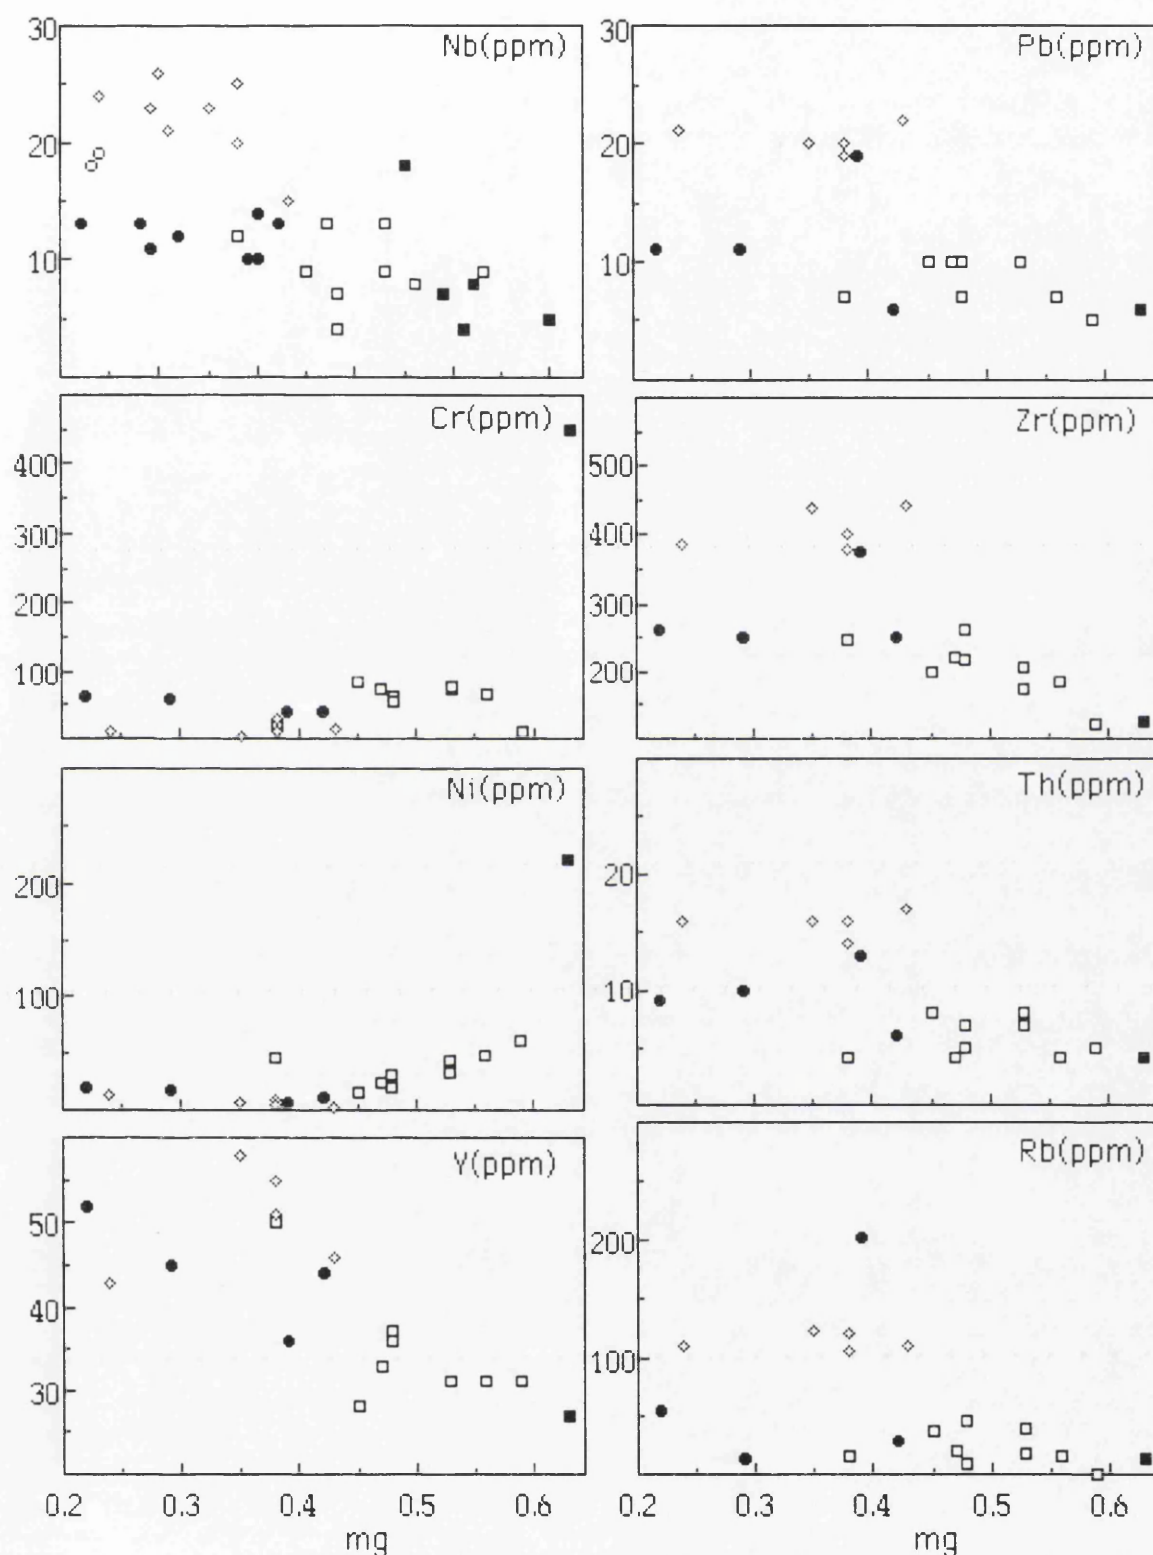 30 Nb(ppm) 30 Pb(ppm)
20 20
10 10
Cr(ppm) Zr(ppm)
400 500
300 400
200 300
100 200
Ni(ppm) Th(ppm)
200 20
100 10
Y(ppm) Rb(ppm)
50 200
40 100
30
0.2 0.3 0.4 0.5 0.6 0.2 0.3 0.4 0.5 0.6
mg mg